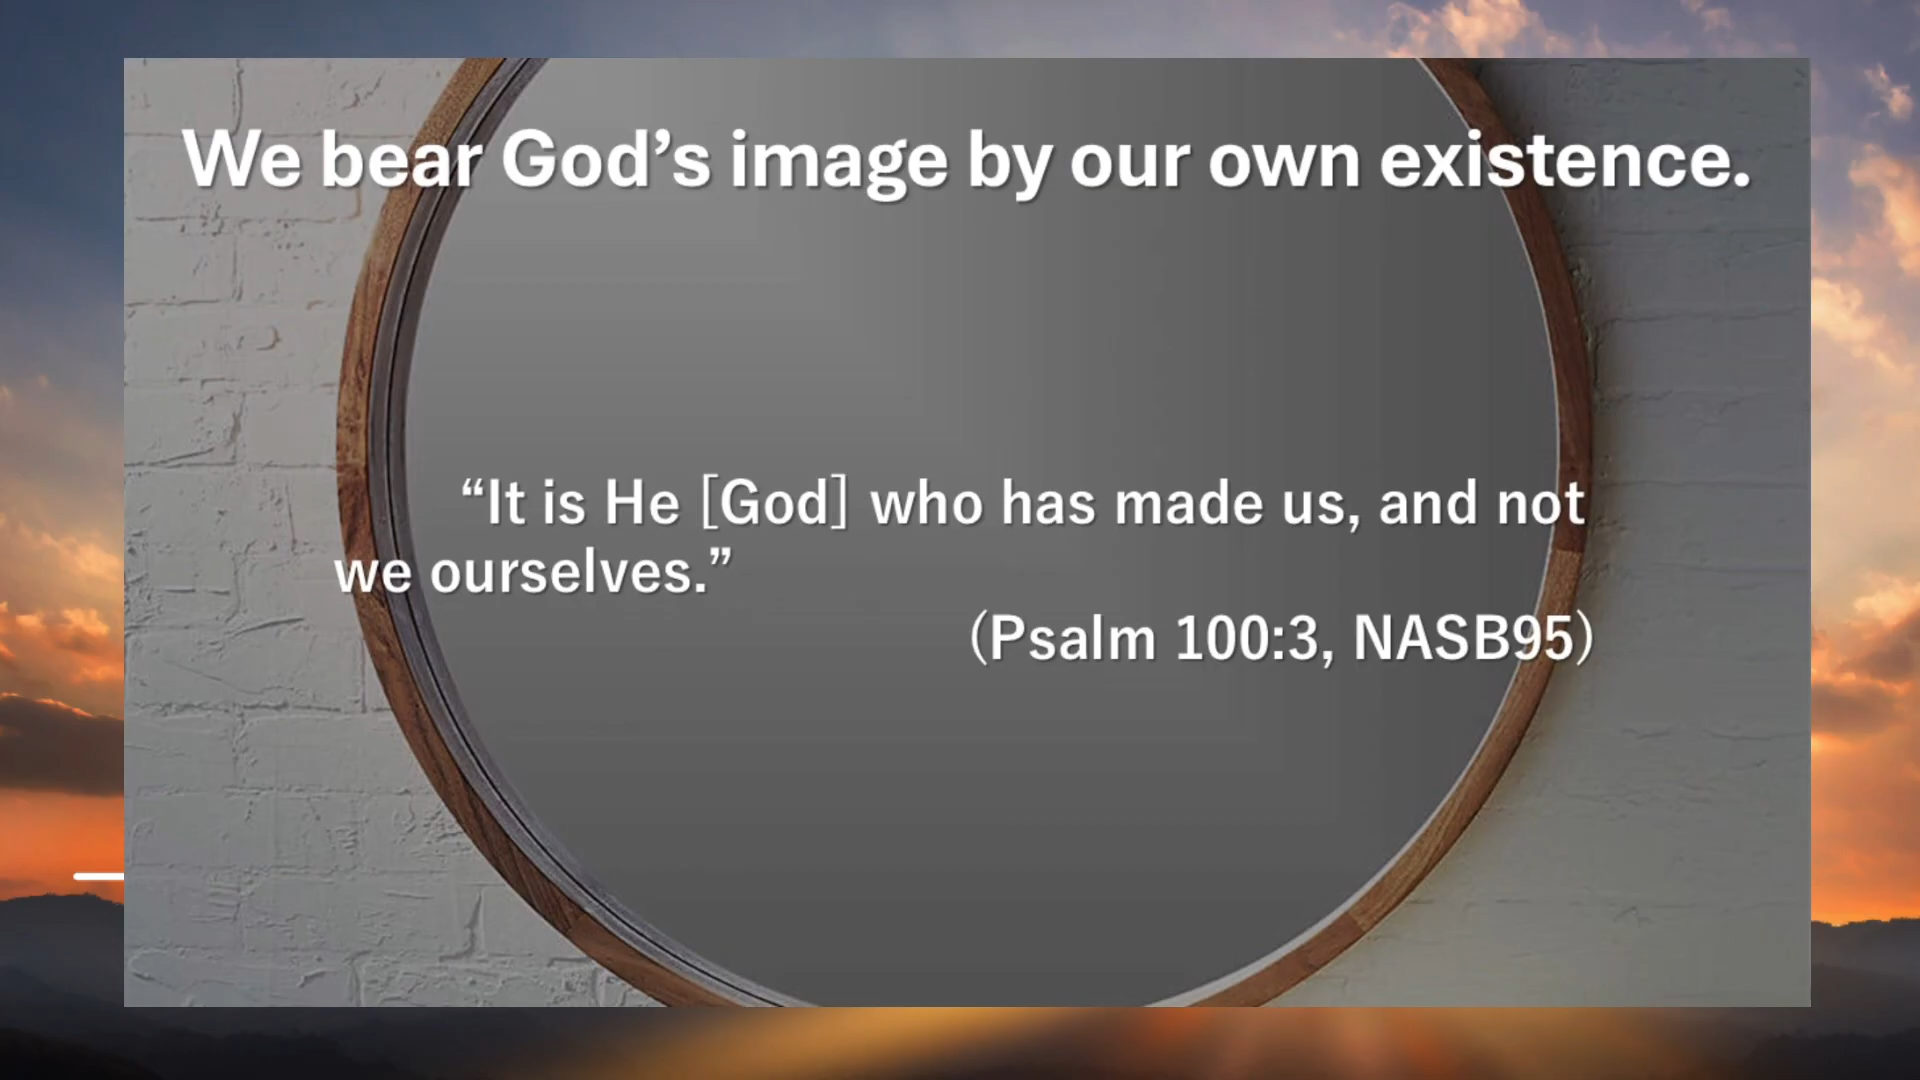 We bear God’s image by our own existence.
“It is He [God] who has made us, and not
we ourselves.”
(Psalm 100:3, NASB95)